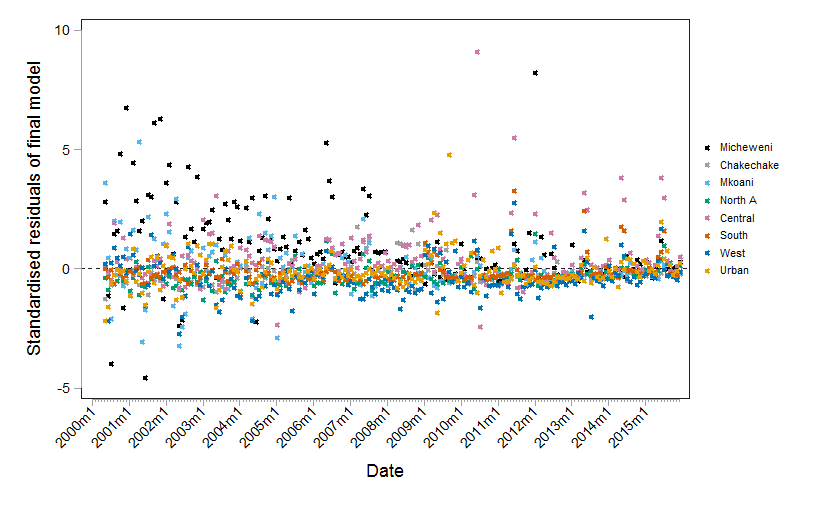 Standardised residuals of final model
10
5
0
-5
2000m1
2001m1
2002m1
2003m1
2004m1
2005m1
2006m1
2007m1
2008m1
2009m1
2010m1
2011m1
2012m1
2013m1
2014m1
2015m1
Date
Micheweni
Chakechake
Mkoani
North A
Central
South
West
Urban